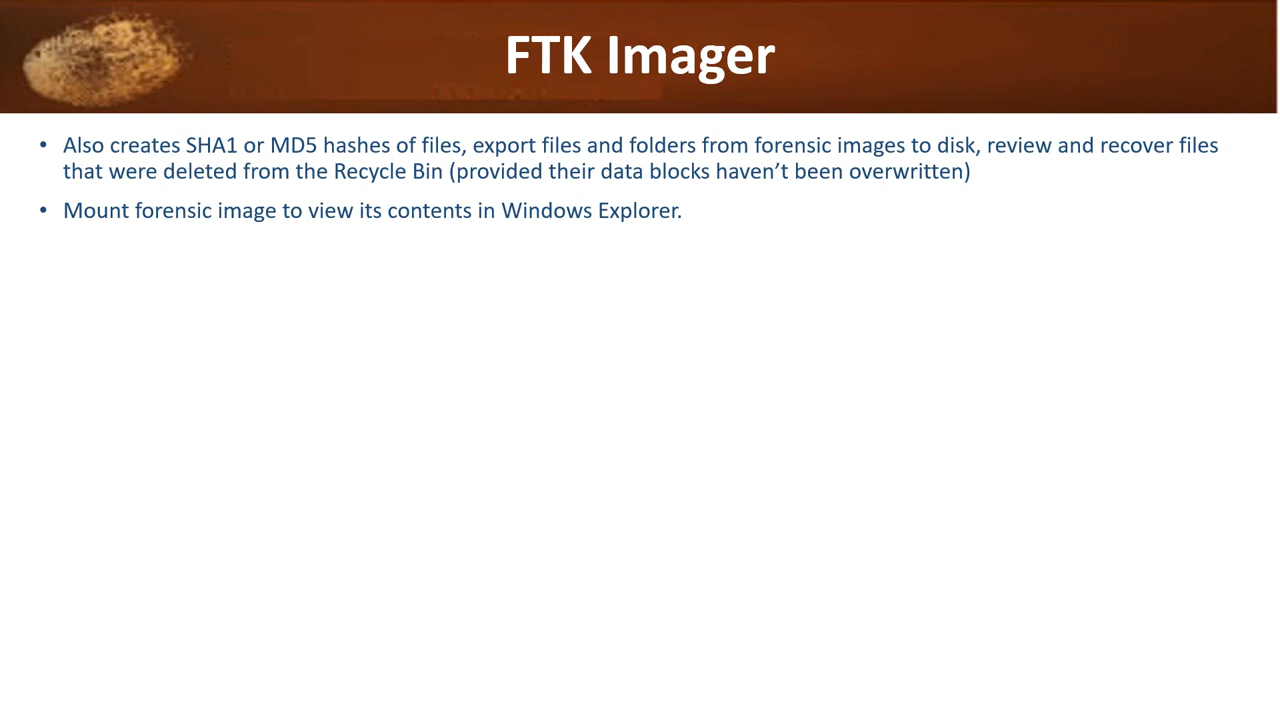 FTK Imager
• Also creates SHA1 or MD5 hashes of files, export files and folders from forensic images to disk, review and recover files
that were deleted from the Recycle Bin (provided their data blocks haven’t been overwritten)
• Mount forensic image to view its contents in Windows Explorer.